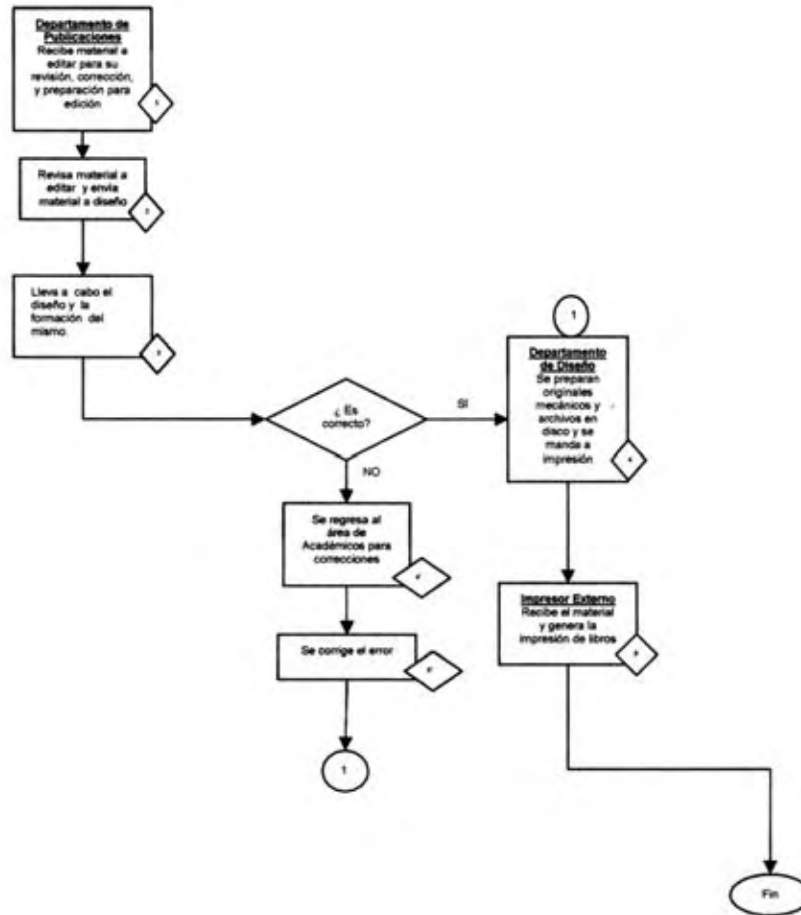 Departamento de
Publicaciones
Recibe material a
editar para su
revisión, corrección,
y preparación para
edición
Revisa material a
editar y envia
material a diseño
Lleva a cabo el
diseño y la
formación del
mismo.
¿ Es
correcto?
SI
NO
1
Departamento
de Diseño
Se preparan
originales
mecánicos y
archivos en
disco y se
manda a
impresión
Se regresa al
área de
Académicos para
correcciones
Impresor Externo
Recibe el material
y genera la
impresión de libros
Se corrige el error
1
Fin